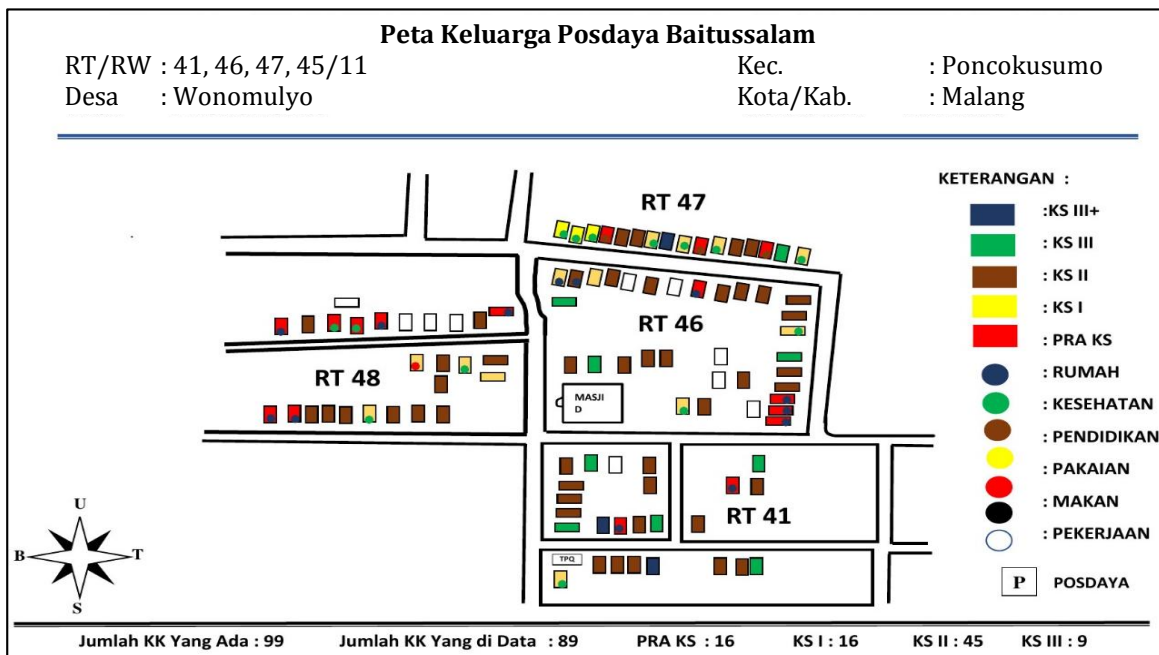 Peta Keluarga Posdaya Baitussalam
RT/RW : 41, 46, 47, 45/11 Kec. : Poncokusumo
Desa : Wonomulyo Kota/Kab. : Malang
KETERANGAN :
:KS III+
: KS III
: KS II
: KS I
: PRA KS
: RUMAH
: KESEHATAN
: PENDIDIKAN
: PAKAIAN
: MAKAN
: PEKERJAAN
P POSDAYA
RT 47
RT 46
RT 48
MASJI
D
RT 41
TPQ
U
B T
S
Jumlah KK Yang Ada : 99 Jumlah KK Yang di Data : 89 PRA KS : 16 KS I : 16 KS II : 45 KS III : 9